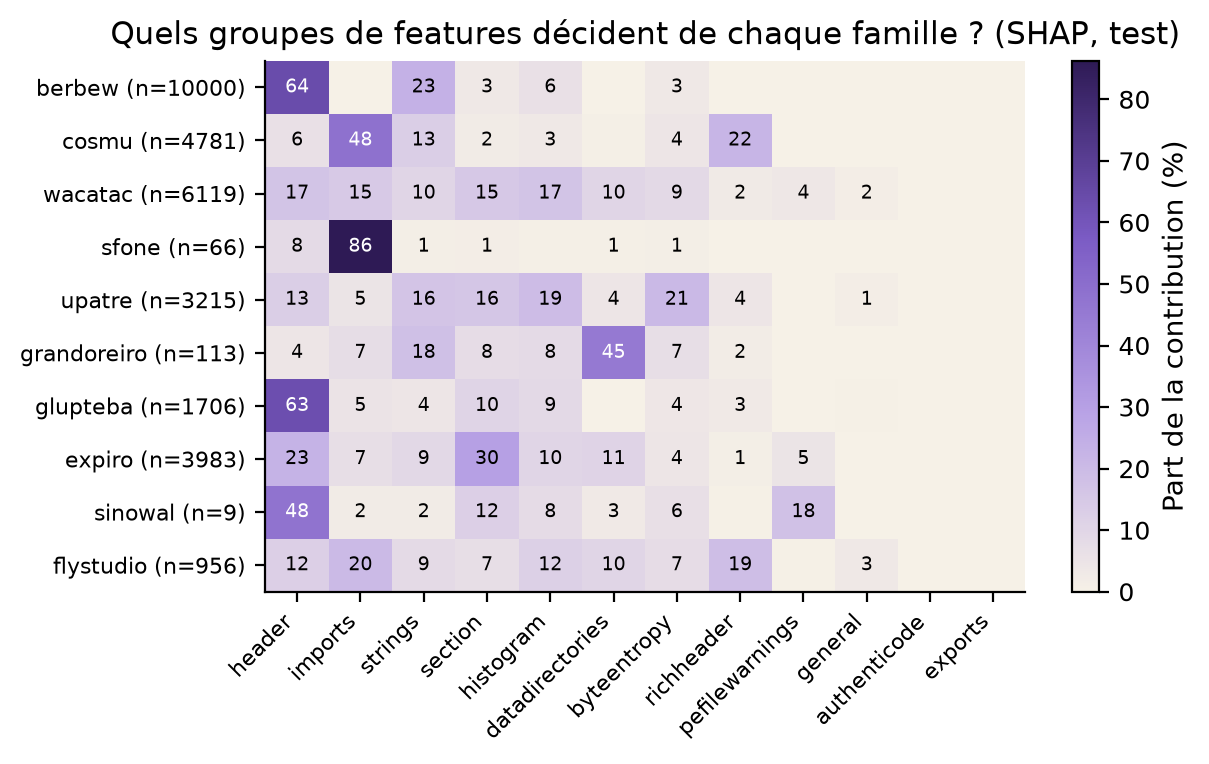 Quels groupes de features décident de chaque famille ? (SHAP, test)
berbew (n=10000) 64 23 3 6 3
cosmu (n=4781) 6 48 13 2 3 4 22
wacatac (n=6119) 17 15 10 15 17 10 9 2 4 2
sfone (n=66) 8 86 1 1 1 1
upatre (n=3215) 13 5 16 16 19 4 21 4 1
grandoreiro (n=113) 4 7 18 8 8 45 7 2
glupteba (n=1706) 63 5 4 10 9 4 3
expiro (n=3983) 23 7 9 30 10 11 4 1 5
sinowal (n=9) 48 2 2 12 8 3 6 18
flystudio (n=956) 12 20 9 7 12 10 7 19 3
header
imports
strings
section
histogram
datadirectories
byteentropy
richheader
pefilewarnings
general
authenticode
exports
80
70
60
50
40
30
20
10
0
Part de la contribution (%)